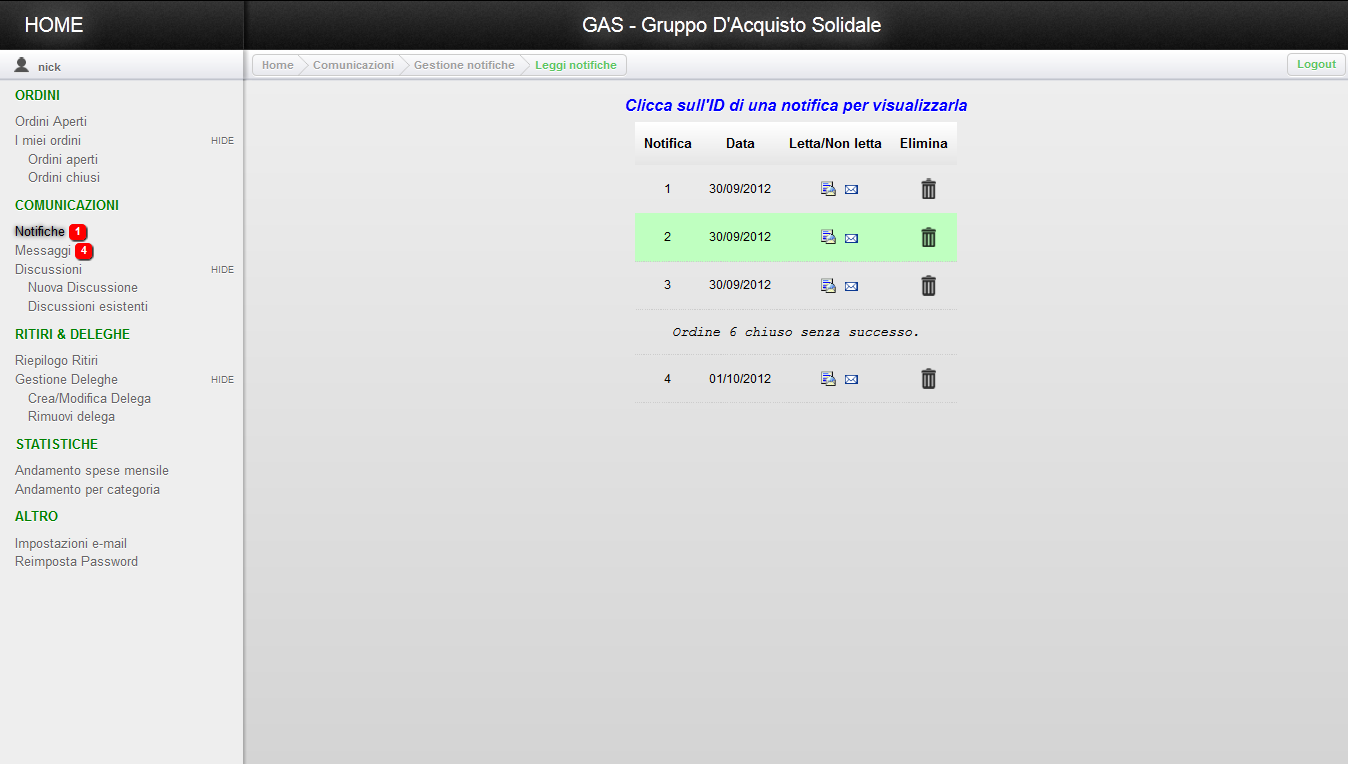 HOME
GAS - Gruppo D'Acquisto Solidale
nick
Home Comunicazioni Gestione notifiche Leggi notifiche
Logout
ORDINI
Ordini Aperti
I miei ordini HIDE
Ordini aperti
Ordini chiusi
COMUNICAZIONI
Notifiche 1
Messaggi 4
Discussioni HIDE
Nuova Discussione
Discussioni esistenti
RITIRI & DELEGHE
Riepilogo Ritiri
Gestione Deleghe HIDE
Crea/Modifica Delega
Rimuovi delega
STATISTICHE
Andamento spese mensile
Andamento per categoria
ALTRO
Impostazioni e-mail
Reimposta Password
Clicca sull'ID di una notifica per visualizzarla
Notifica Data Letta/Non letta Elimina
1 30/09/2012
2 30/09/2012
3 30/09/2012
Ordine 6 chiuso senza successo.
4 01/10/2012